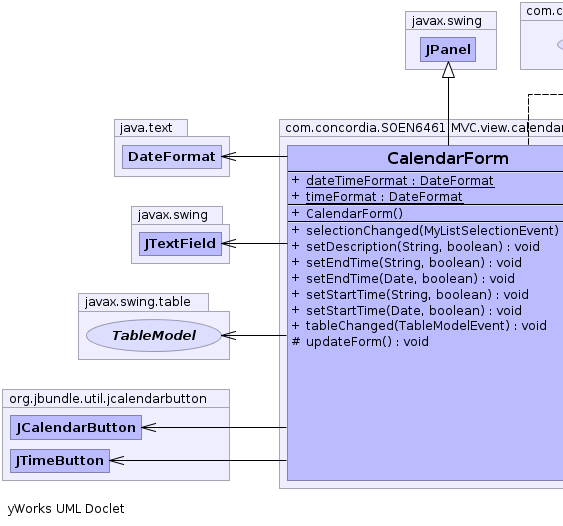 javax.swing
JPanel
com.c
java.text
DateFormat
com.concordia.SOEN6461.MVC.view.calendar
CalendarForm
+ dateTimeFormat : DateFormat
+ timeFormat : DateFormat
+ CalendarForm()
+ selectionChanged(MyListSelectionEvent)
+ setDescription(String, boolean) : void
+ setEndTime(String, boolean) : void
+ setEndTime(Date, boolean) : void
+ setStartTime(String, boolean) : void
+ setStartTime(Date, boolean) : void
+ tableChanged(TableModelEvent) : void
# updateForm() : void
javax.swing
JTextField
javax.swing.table
TableModel
org.jbundle.util.jcalendarbutton
JCalendarButton
JTimeButton
yWorks UML Doclet